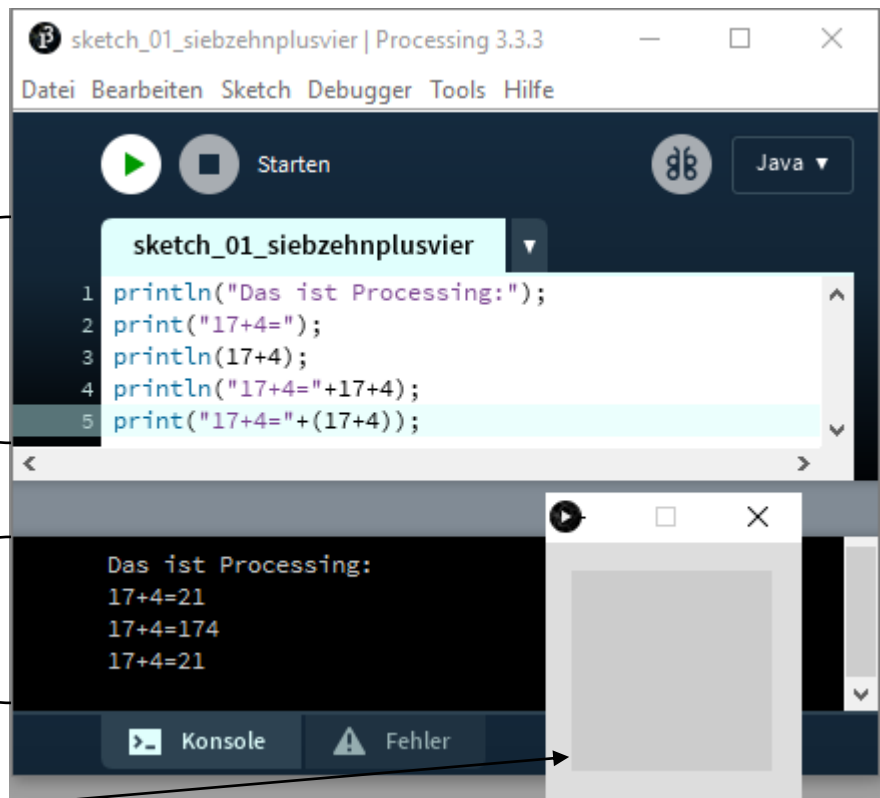 sketch_01_siebzehnplusvier | Processing 3.3.3
Datei Bearbeiten Sketch Debugger Tools Hilfe
Starten
Java
sketch_01_siebzehnplusvier
1 println("Das ist Processing:");
2 print("17+4=");
3 println(17+4);
4 println("17+4="+17+4);
5 print("17+4="+(17+4));
Das ist Processing:
17+4=21
17+4=174
17+4=21
Konsole Fehler